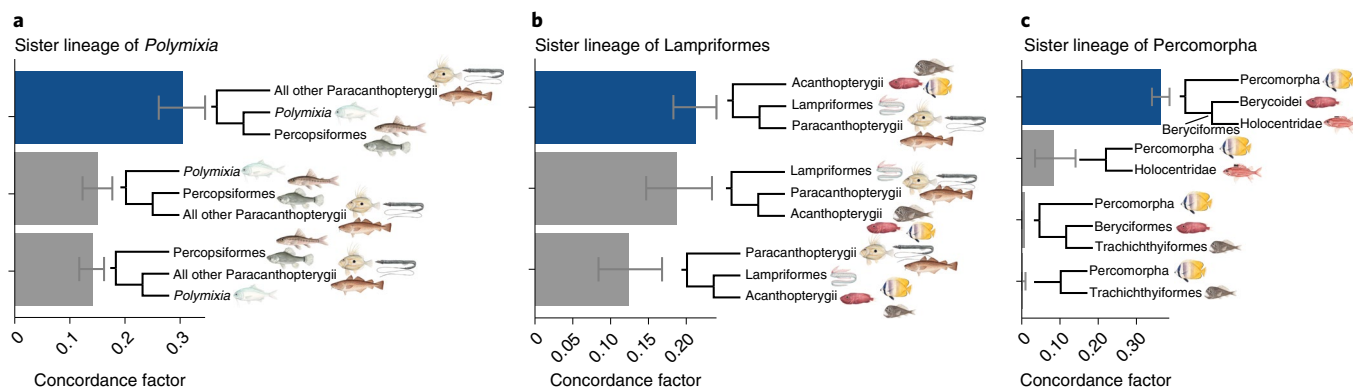 a
Sister lineage of Polymixia
All other Paracanthopterygii
Polymixia
Percopsiformes
Polymixia
Percopsiformes
All other Paracanthopterygii
Percopsiformes
All other Paracanthopterygii
Polymixia
0
0.1
0.2
0.3
Concordance factor
b
Sister lineage of Lampriformes
Acanthopterygii
Lampriformes
Paracanthopterygii
Lampriformes
Paracanthopterygii
Acanthopterygii
Paracanthopterygii
Lampriformes
Acanthopterygii
0
0.05
0.10
0.15
0.20
Concordance factor
c
Sister lineage of Percomorpha
Percomorpha
Berycoidei
Holocentridae
Beryciformes
Percomorpha
Holocentridae
Percomorpha
Beryciformes
Trachichthyiformes
Percomorpha
Trachichthyiformes
0
0.10
0.20
0.30
Concordance factor